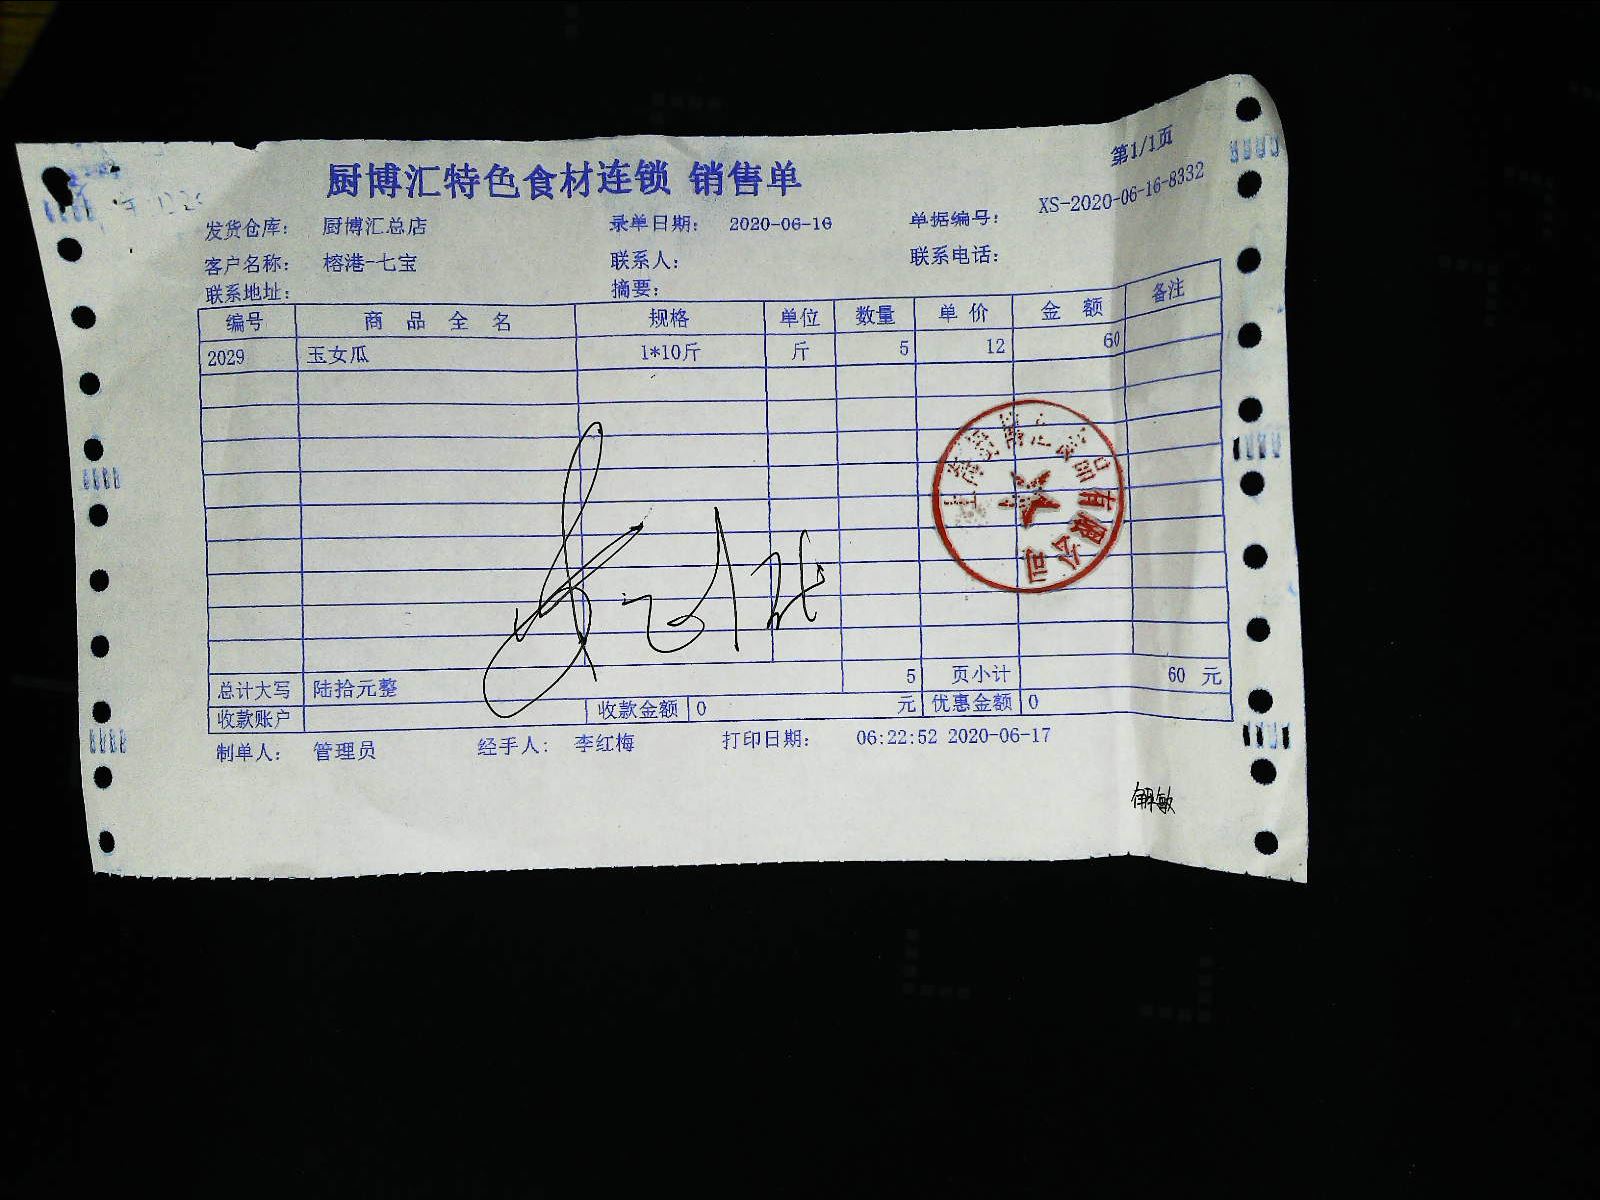 第1/1页
厨博汇特色食材连锁 销售单
发货仓库: 厨博汇总店 录单日期: 2020-06-16 单据编号: XS-2020-06-16-8332
客户名称: 榕港-七宝 联系人: 联系电话:
联系地址: 摘要:
编号 商品全名 规格 单位 数量 单价 金额 备注
2029 玉女瓜 1*10斤 斤 5 12 60
有限公司
总计大写 陆拾元整 5 页小计 60 元
收款账户 收款金额 0 元 优惠金额 0
制单人: 管理员 经手人: 李红梅 打印日期: 06:22:52 2020-06-17